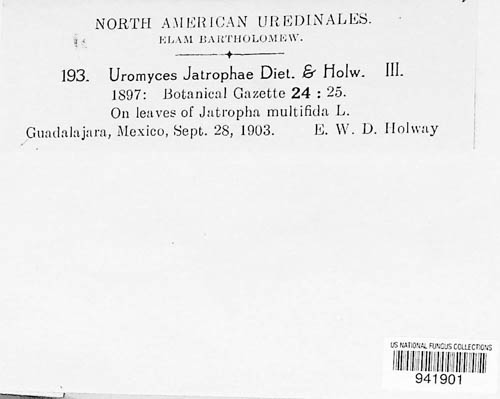 NORTH AMERICAN UREDINALES.
ELAM BARTHOLOMEW.
193. Uromyces Jatrophae Diet. & Holw. III.
1897: Botanical Gazette 24 : 25.
On leaves of Jatropha multifida L.
Guadalajara, Mexico, Sept. 28, 1903. E. W. D. Holway
US NATIONAL FUNGUS COLLECTIONS
941901